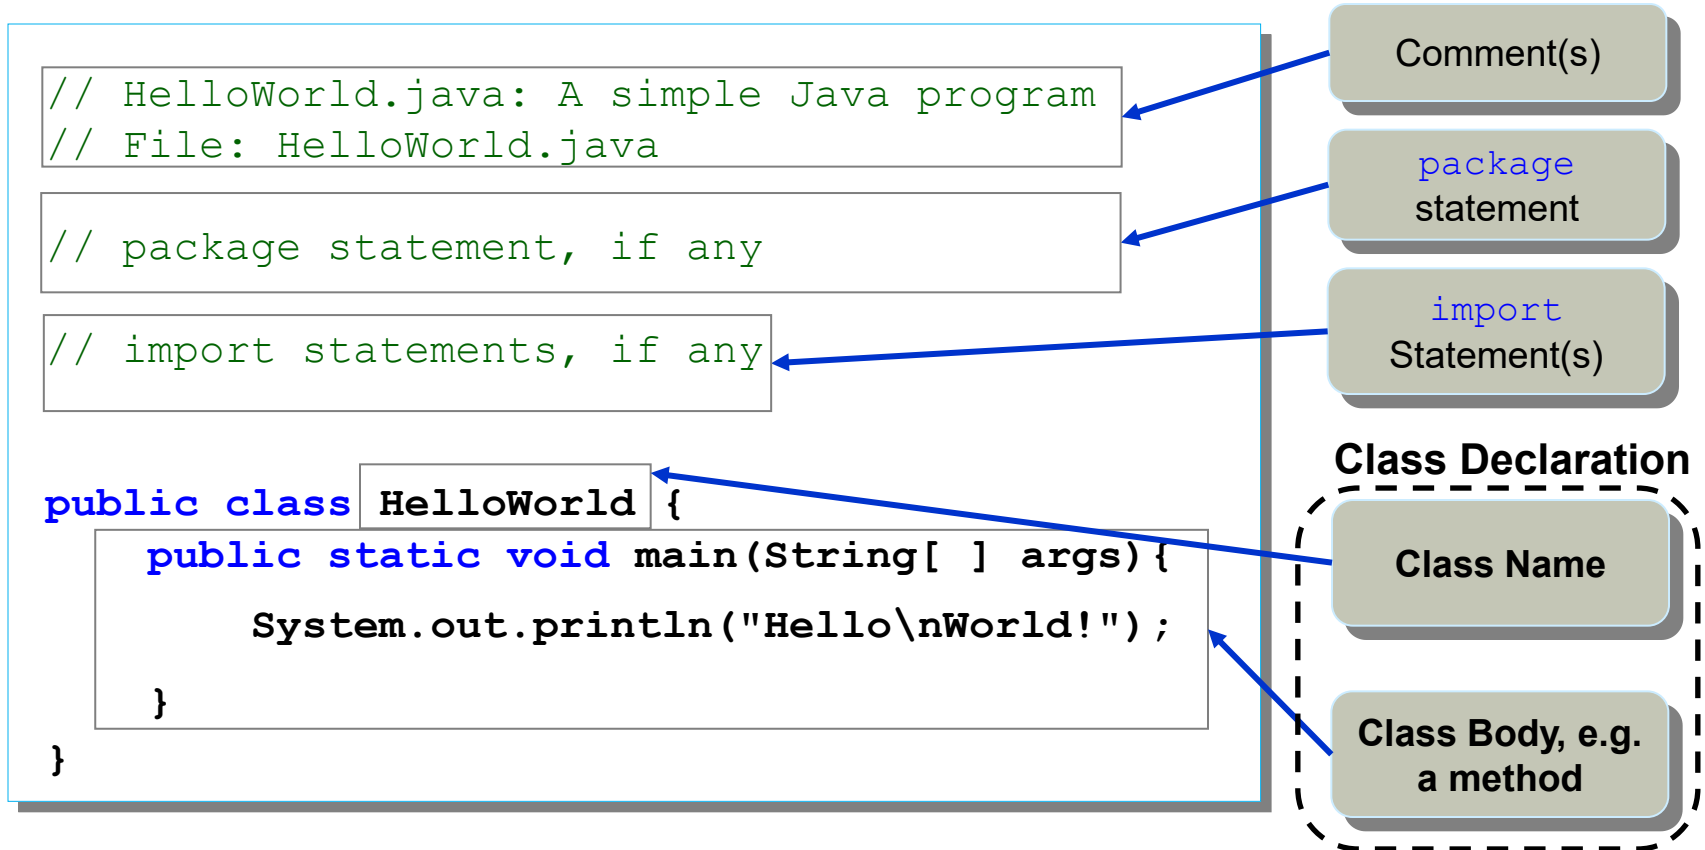 // HelloWorld.java: A simple Java program
// File: HelloWorld.java
// package statement, if any
// import statements, if any
public class HelloWorld {
public static void main(String[ ] args){
System.out.println("Hello\nWorld!");
}
}
Comment(s)
package
statement
import
Statement(s)
Class Declaration
Class Name
Class Body, e.g.
a method